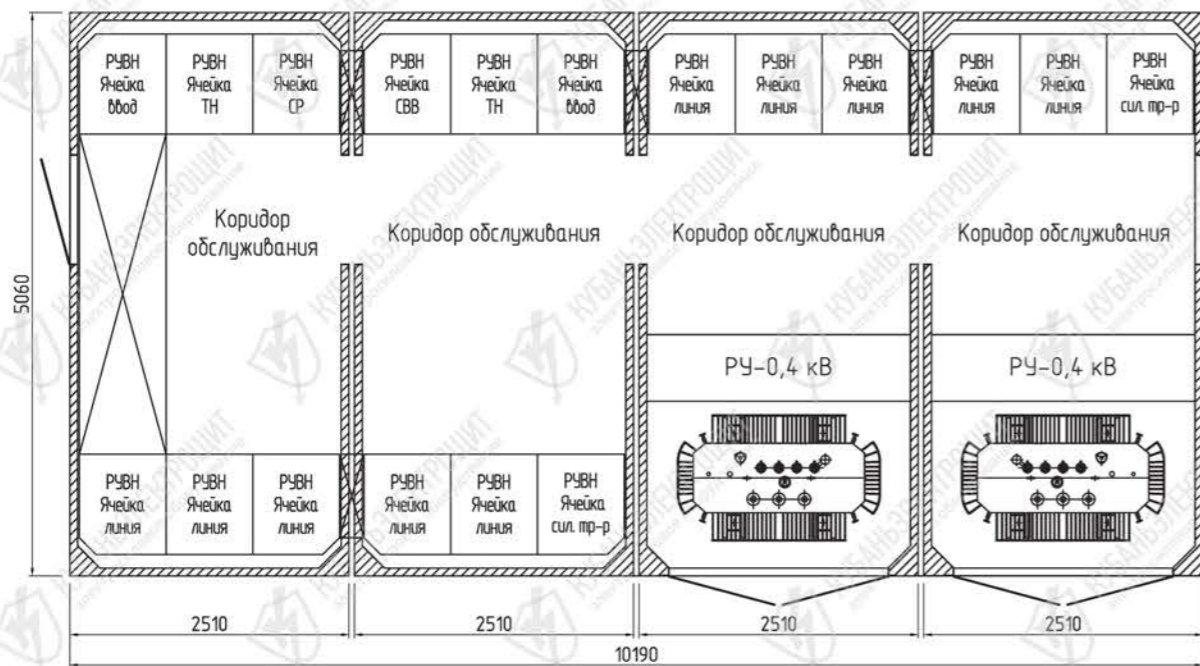 РУВН
Ячейка
ввод
РУВН
Ячейка
ТН
РУВН
Ячейка
СР
РУВН
Ячейка
СВВ
РУВН
Ячейка
ТН
РУВН
Ячейка
ввод
РУВН
Ячейка
линия
РУВН
Ячейка
линия
РУВН
Ячейка
линия
РУВН
Ячейка
линия
РУВН
Ячейка
линия
РУВН
Ячейка
сил. тр-р
Коридор
обслуживания
Коридор обслуживания
Коридор обслуживания
Коридор обслуживания
5060
РУ-0,4 кВ
РУ-0,4 кВ
РУВН
Ячейка
линия
РУВН
Ячейка
линия
РУВН
Ячейка
линия
РУВН
Ячейка
линия
РУВН
Ячейка
линия
РУВН
Ячейка
сил. тр-р
2510
2510
2510
2510
10190
КУБАНЬЭЛЕКТРОЩИТ